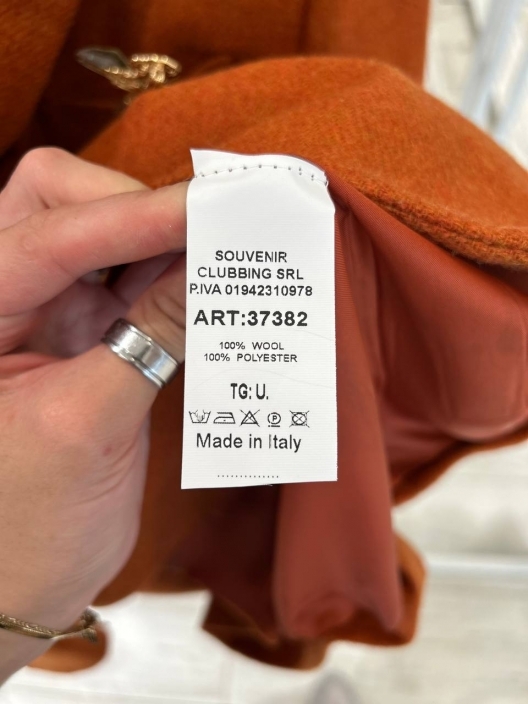 SOUVENIR
CLUBBING SRL
P.IVA 01942310978
ART:37382
100% WOOL
100% POLYESTER
TG: U.
P
Made in Italy